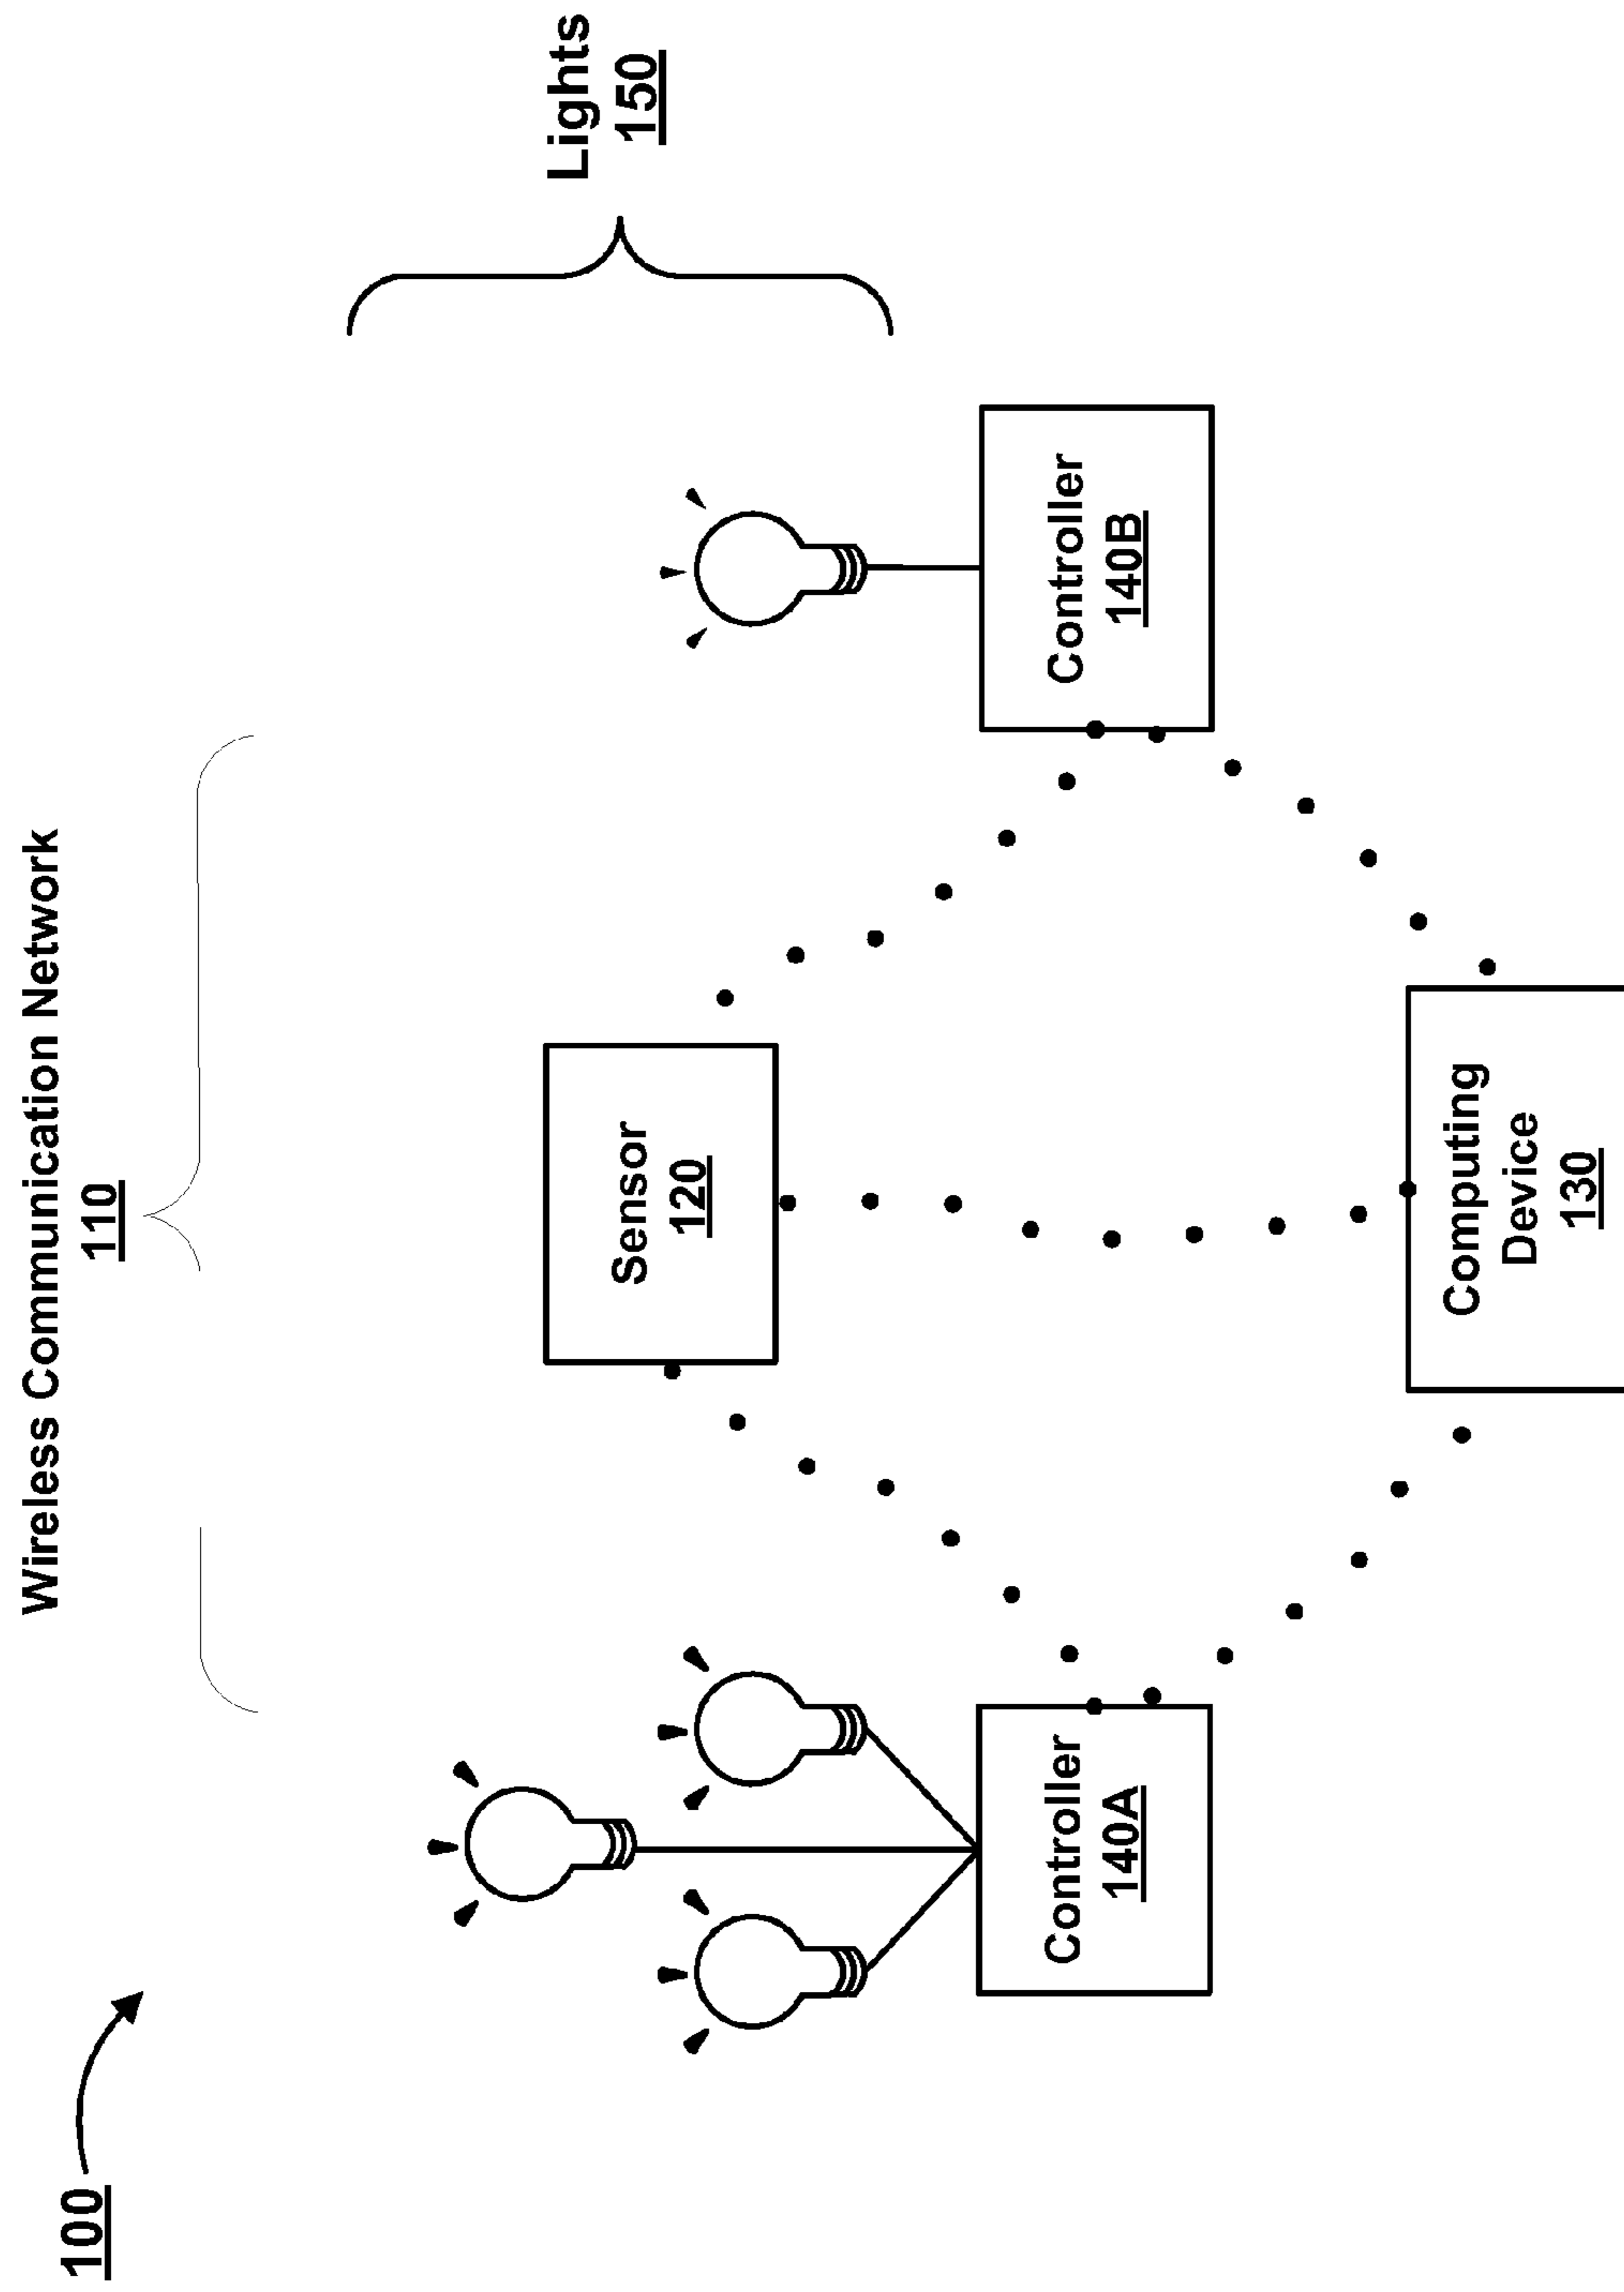 100
Wireless Communication Network
110
Lights
150
Sensor
120
Controller
140A
Controller
140B
Computing
Device
130